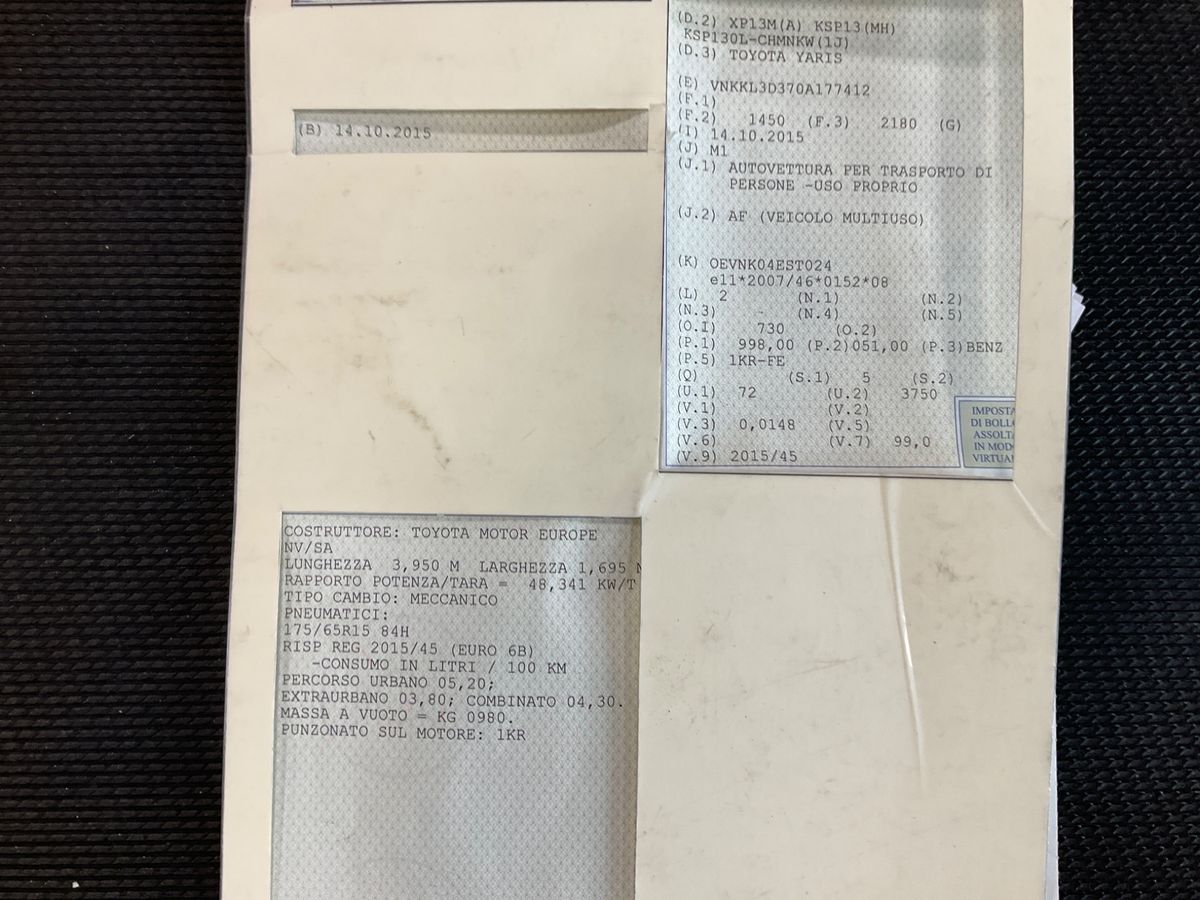 (B) 14.10.2015
(D.2) XP13M(A) KSP13(MH)
KSP130L-CHMNKW(1J)
(D.3) TOYOTA YARIS
(E) VNKKL3D370A177412
(F.1)
(F.2) 1450 (F.3) 2180 (G)
(I) 14.10.2015
(J) M1
(J.1) AUTOVETTURA PER TRASPORTO DI
PERSONE -USO PROPRIO
(J.2) AF (VEICOLO MULTIUSO)
(K) OEVNK04EST024
e11*2007/46*0152*08
(L) 2 (N.1) (N.2)
(N.3) - (N.4) (N.5)
(O.I) 730 (O.2)
(P.1) 998,00 (P.2)051,00 (P.3)BENZ
(P.5) 1KR-FE
(Q) (S.1) 5 (S.2)
(U.1) 72 (U.2) 3750
(V.1) (V.2)
(V.3) 0,0148 (V.5)
(V.6) (V.7) 99,0
(V.9) 2015/45
IMPOSTA
DI BOLLO
ASSOLTA
IN MODO
VIRTUAL
COSTRUTTORE: TOYOTA MOTOR EUROPE
NV/SA
LUNGHEZZA 3,950 M LARGHEZZA 1,695 M
RAPPORTO POTENZA/TARA = 48,341 KW/T
TIPO CAMBIO: MECCANICO
PNEUMATICI:
175/65R15 84H
RISP REG 2015/45 (EURO 6B)
-CONSUMO IN LITRI / 100 KM
PERCORSO URBANO 05,20;
EXTRAURBANO 03,80; COMBINATO 04,30.
MASSA A VUOTO = KG 0980.
PUNZONATO SUL MOTORE: 1KR